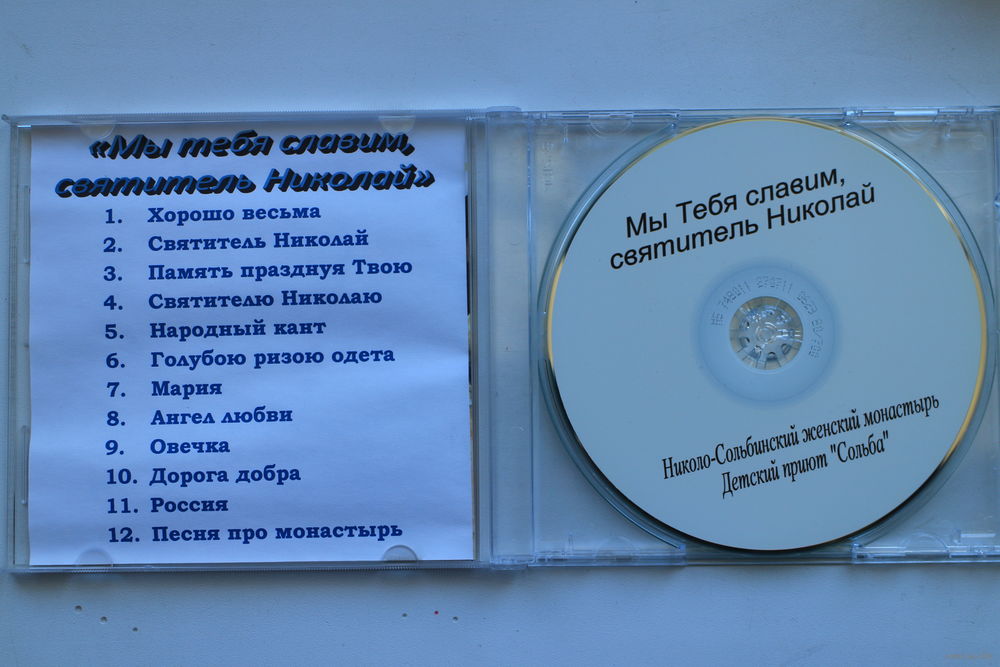 «Мы тебя славим,
святитель Николай»
1. Хорошо весьма
2. Святитель Николай
3. Память празднуя Твою
4. Святителю Николаю
5. Народный кант
6. Голубою ризою одета
7. Мария
8. Ангел любви
9. Овечка
10. Дорога добра
11. Россия
12. Песня про монастырь
Мы Тебя славим,
святитель Николай
Николо-Сольбинский женский монастырь
Детский приют "Сольба"